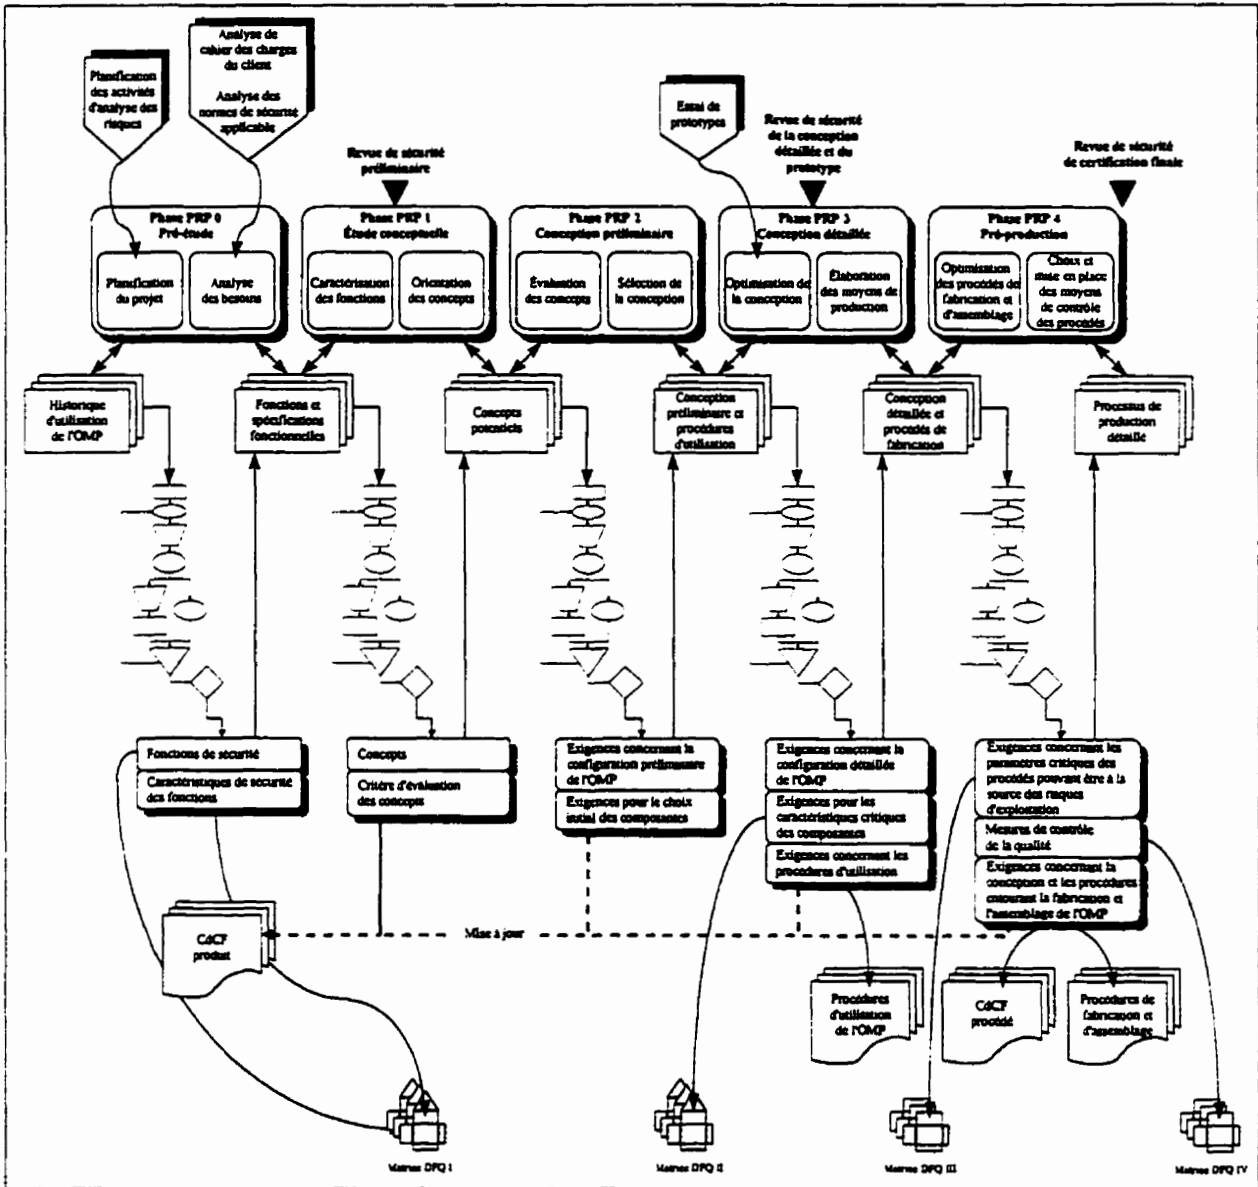 Planification
des activités
d'analyse des
risques
Analyse de
cahier des charges
du client
Analyse des
normes de sécurité
applicable
Revue de sécurité
préliminaire
Essai de
prototypes
Revue de sécurité
de la conception
détaillée et du
prototype
Revue de sécurité
de certification finale
Phase PRP 0
Pré-étude
Planification
du projet
Analyse
des besoins
Phase PRP 1
Étude conceptuelle
Caractérisation
des fonctions
Orientation
des concepts
Phase PRP 2
Conception préliminaire
Évaluation
des concepts
Sélection
de la conception
Phase PRP 3
Conception détaillée
Optimisation
de la conception
Élaboration
des moyens de
production
Phase PRP 4
Pré-production
Optimisation
des procédés de
fabrication et
d'assemblage
Choix et
mise en place
des moyens
de contrôle
des procédés
Historique
d'utilisation
de l'OMP
Fonctions et
spécifications
fonctionnelles
Concepts
potentiels
Conception
préliminaire et
procédures
d'utilisation
Conception
détaillée et
procédés de
fabrication
Processus de
production
détaillé
Fonctions de sécurité
Caractéristiques de sécurité
des fonctions
Concepts
Critère d'évaluation
des concepts
Exigences concernant la
configuration préliminaire
de l'OMP
Exigences pour le choix
initial des composantes
Exigences concernant la
configuration détaillée
de l'OMP
Exigences pour les
caractéristiques critiques
des composantes
Exigences concernant les
procédures d'utilisation
Exigences concernant les
paramètres critiques des
procédés pouvant être à la
source des risques
d'exploitation
Mesures de contrôle
de la qualité
Exigences concernant la
conception et les procédures
entourant la fabrication et
l'assemblage de l'OMP
CdCF
produit
Mise à jour
Procédures
d'utilisation
de l'OMP
CdCF
procédé
Procédures de
fabrication et
d'assemblage
Matrices DFQ I
Matrices DFQ II
Matrices DFQ III
Matrices DFQ IV